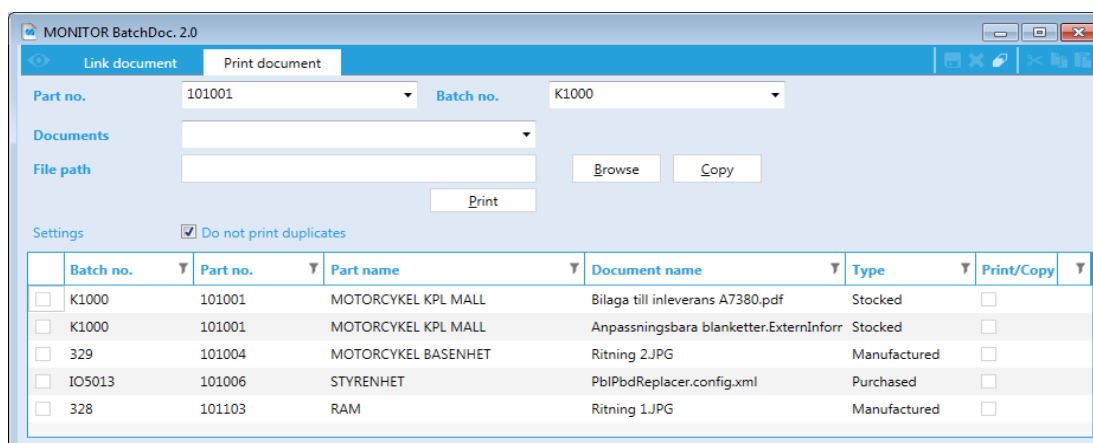 MONITOR BatchDoc. 2.0
Link document Print document
Part no. 101001 Batch no. K1000
Documents
File path Browse Copy
Print
Settings Do not print duplicates
Batch no. Part no. Part name Document name Type Print/Copy
K1000 101001 MOTORCYKEL KPL MALL Bilaga till inleverans A7380.pdf Stocked
K1000 101001 MOTORCYKEL KPL MALL Anpassningsbara blanketter.ExternInforr Stocked
329 101004 MOTORCYKEL BASENHET Ritning 2.JPG Manufactured
IO5013 101006 STYRENHET PblPbdReplacer.config.xml Purchased
328 101103 RAM Ritning 1.JPG Manufactured